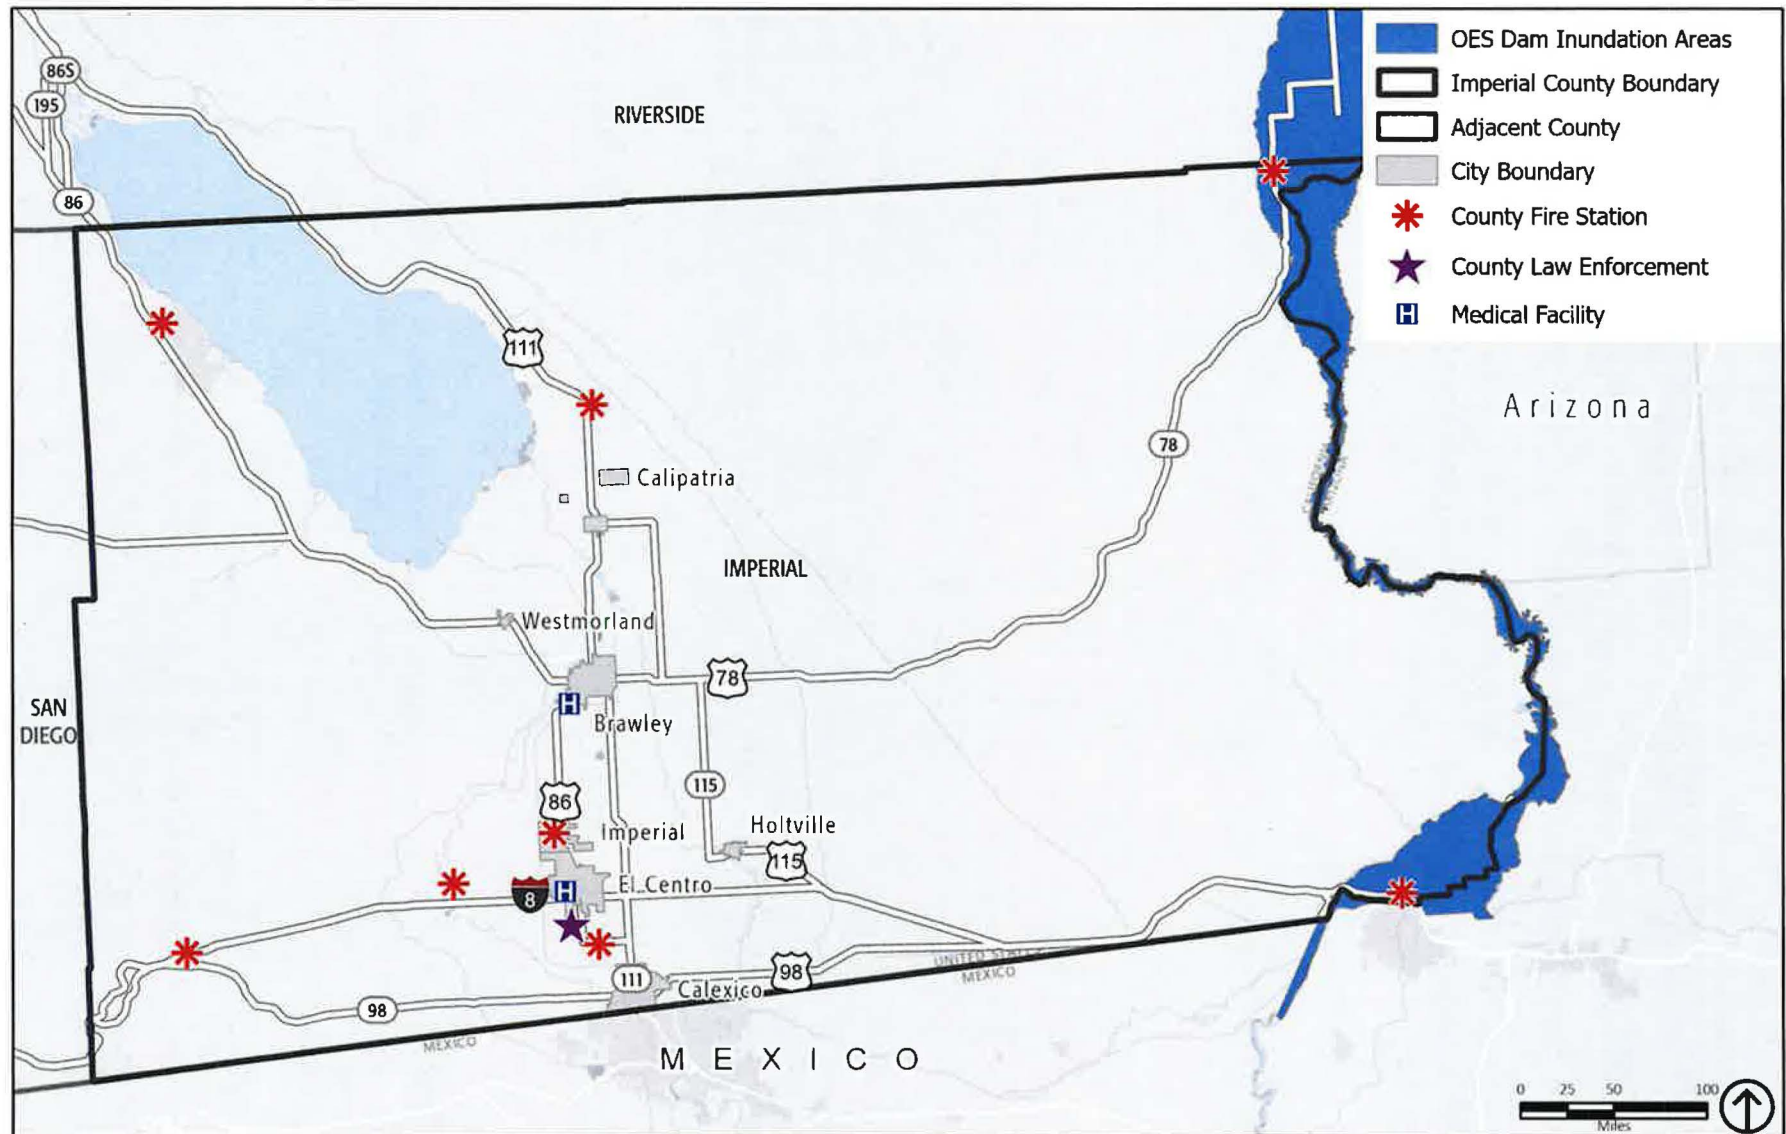 OES Dam Inundation Areas
Imperial County Boundary
Adjacent County
City Boundary
County Fire Station
County Law Enforcement
H Medical Facility
86S
195
RIVERSIDE
86
111
Arizona
78
Calipatria
IMPERIAL
Westmorland
78
SAN
DIEGO
H
Brawley
115
86
Imperial
Holtville
115
H
El Centro
8
UNITED STATES
MEXICO
98
111
Calexico
98
MEXICO
MEXICO
0 25 50 100
Miles